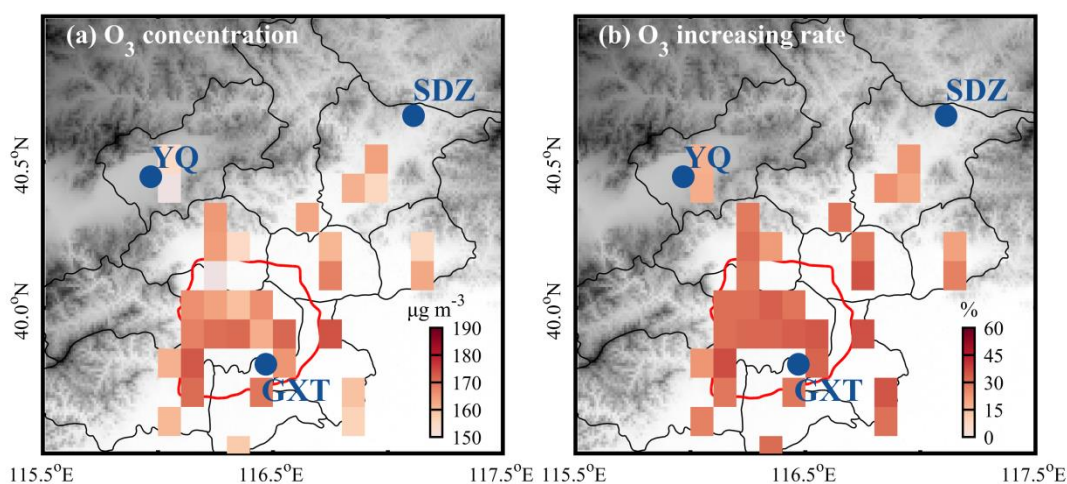 (a) O₃ concentration
SDZ
YQ
GXT
40.5°N
40.0°N
µg m⁻³
190
180
170
160
150
115.5°E
116.5°E
117.5°E
(b) O₃ increasing rate
SDZ
YQ
GXT
40.5°N
40.0°N
%
60
45
30
15
0
115.5°E
116.5°E
117.5°E